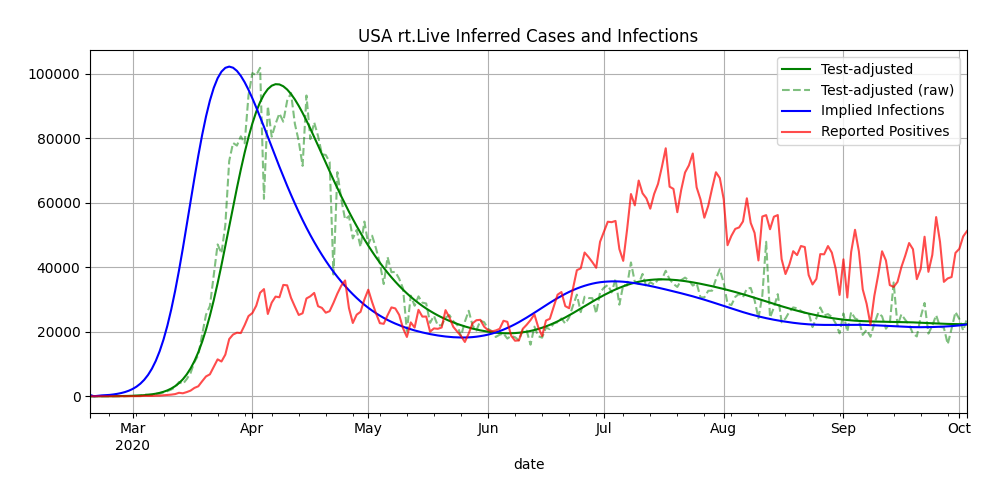 USA rt.Live Inferred Cases and Infections
Test-adjusted
Test-adjusted (raw)
Implied Infections
Reported Positives
100000
80000
60000
40000
20000
0
Mar Apr May Jun Jul Aug Sep Oct
2020
date